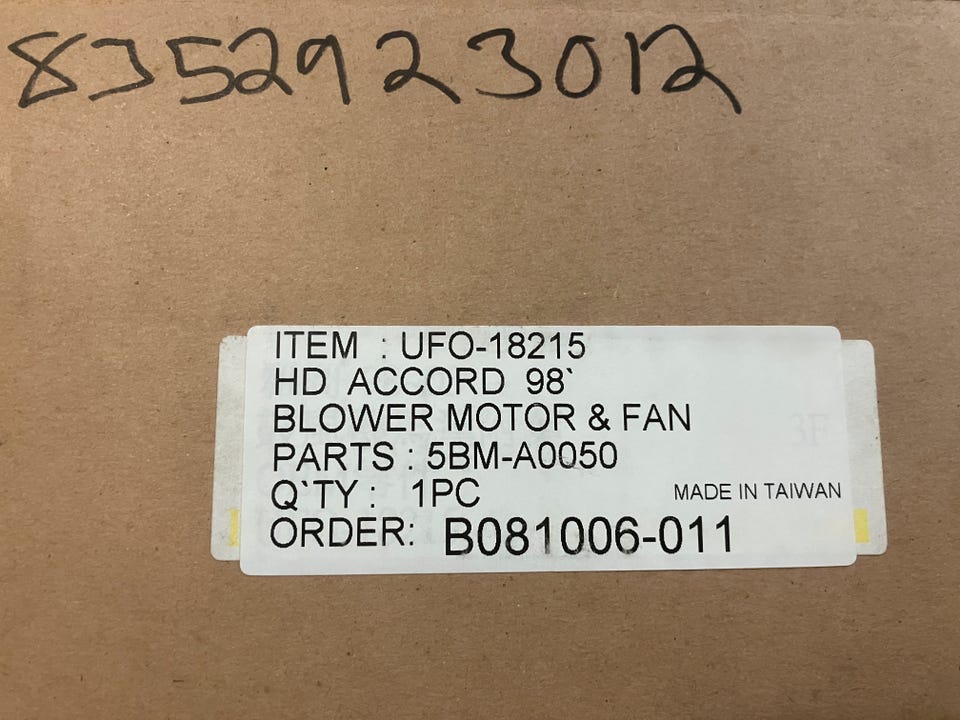 8352923012
ITEM : UFO-18215
HD ACCORD 98`
BLOWER MOTOR & FAN
PARTS : 5BM-A0050
Q`TY : 1PC
MADE IN TAIWAN
ORDER: B081006-011